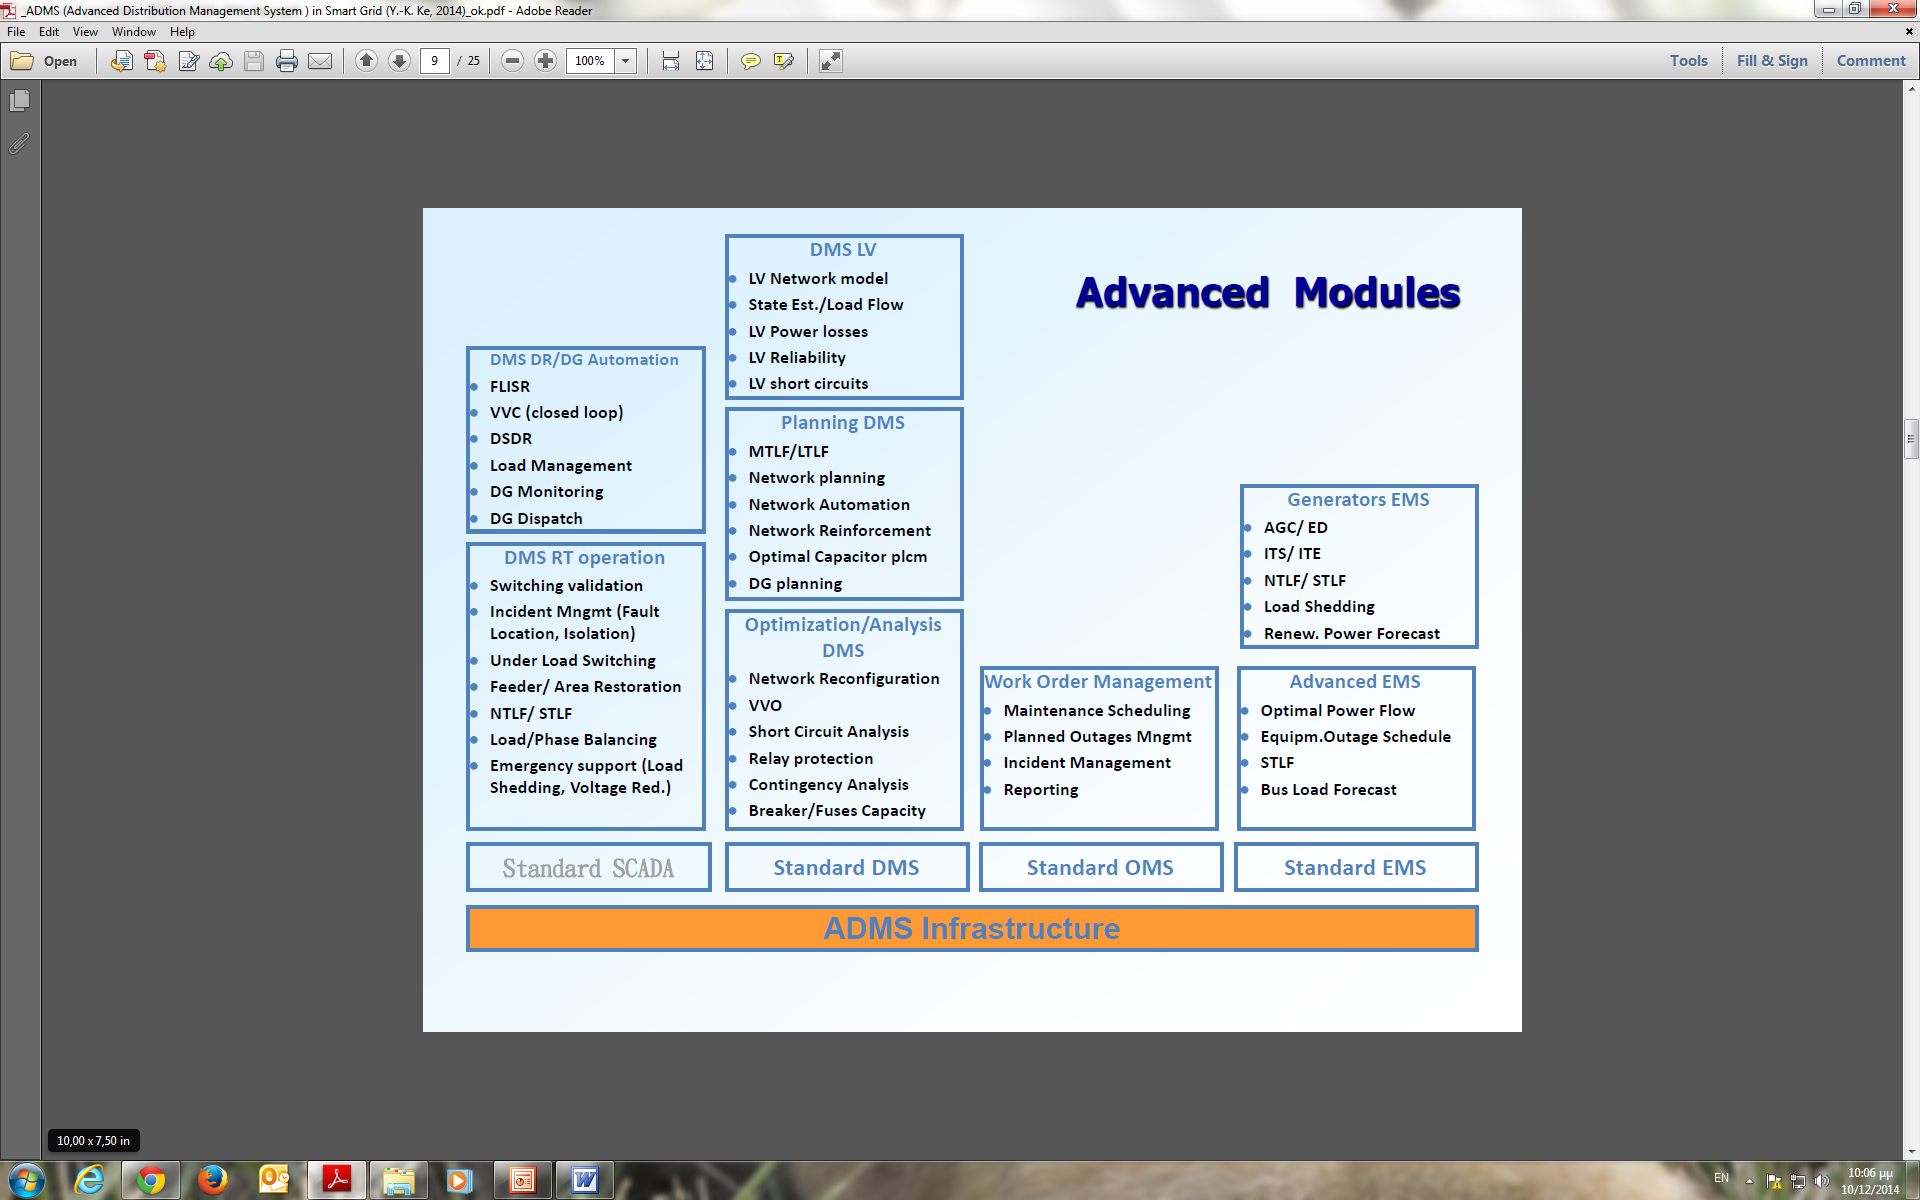 _ADMS (Advanced Distribution Management System ) in Smart Grid (Y.-K. Ke, 2014)_ok.pdf - Adobe Reader
File Edit View Window Help
Open 9 / 25 100% Tools Fill & Sign Comment
Advanced Modules
DMS LV
LV Network model
State Est./Load Flow
LV Power losses
LV Reliability
LV short circuits
DMS DR/DG Automation
FLISR
VVC (closed loop)
DSDR
Load Management
DG Monitoring
DG Dispatch
Planning DMS
MTLF/LTLF
Network planning
Network Automation
Network Reinforcement
Optimal Capacitor plcm
DG planning
Generators EMS
AGC/ ED
ITS/ ITE
NTLF/ STLF
Load Shedding
Renew. Power Forecast
DMS RT operation
Switching validation
Incident Mngmt (Fault
Location, Isolation)
Under Load Switching
Feeder/ Area Restoration
NTLF/ STLF
Load/Phase Balancing
Emergency support (Load
Shedding, Voltage Red.)
Optimization/Analysis
DMS
Network Reconfiguration
VVO
Short Circuit Analysis
Relay protection
Contingency Analysis
Breaker/Fuses Capacity
Work Order Management
Maintenance Scheduling
Planned Outages Mngmt
Incident Management
Reporting
Advanced EMS
Optimal Power Flow
Equipm.Outage Schedule
STLF
Bus Load Forecast
Standard SCADA
Standard DMS
Standard OMS
Standard EMS
ADMS Infrastructure
10,00 x 7,50 in
EN
10:06 μμ
10/12/2014